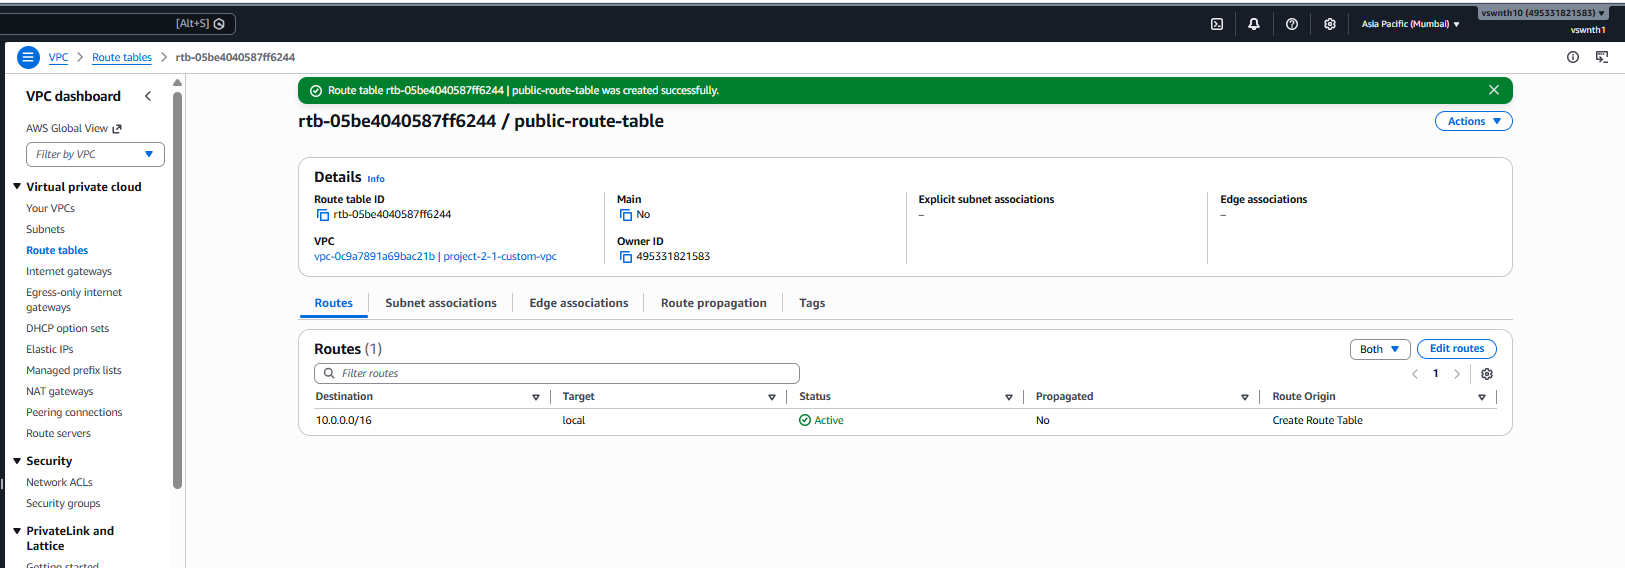 [Alt+S]
Asia Pacific (Mumbai)
vswnth10 (495331821583)
vswnth1
VPC > Route tables > rtb-05be4040587ff6244
VPC dashboard
AWS Global View
Filter by VPC
Virtual private cloud
Your VPCs
Subnets
Route tables
Internet gateways
Egress-only internet
gateways
DHCP option sets
Elastic IPs
Managed prefix lists
NAT gateways
Peering connections
Route servers
Security
Network ACLs
Security groups
PrivateLink and
Lattice
Getting started
Route table rtb-05be4040587ff6244 | public-route-table was created successfully.
rtb-05be4040587ff6244 / public-route-table
Actions
Details Info
Route table ID
rtb-05be4040587ff6244
Main
No
Explicit subnet associations
–
Edge associations
–
VPC
vpc-0c9a7891a69bac21b | project-2-1-custom-vpc
Owner ID
495331821583
Routes Subnet associations Edge associations Route propagation Tags
Routes (1)
Both
Edit routes
Filter routes
1
Destination Target Status Propagated Route Origin
10.0.0.0/16 local Active No Create Route Table